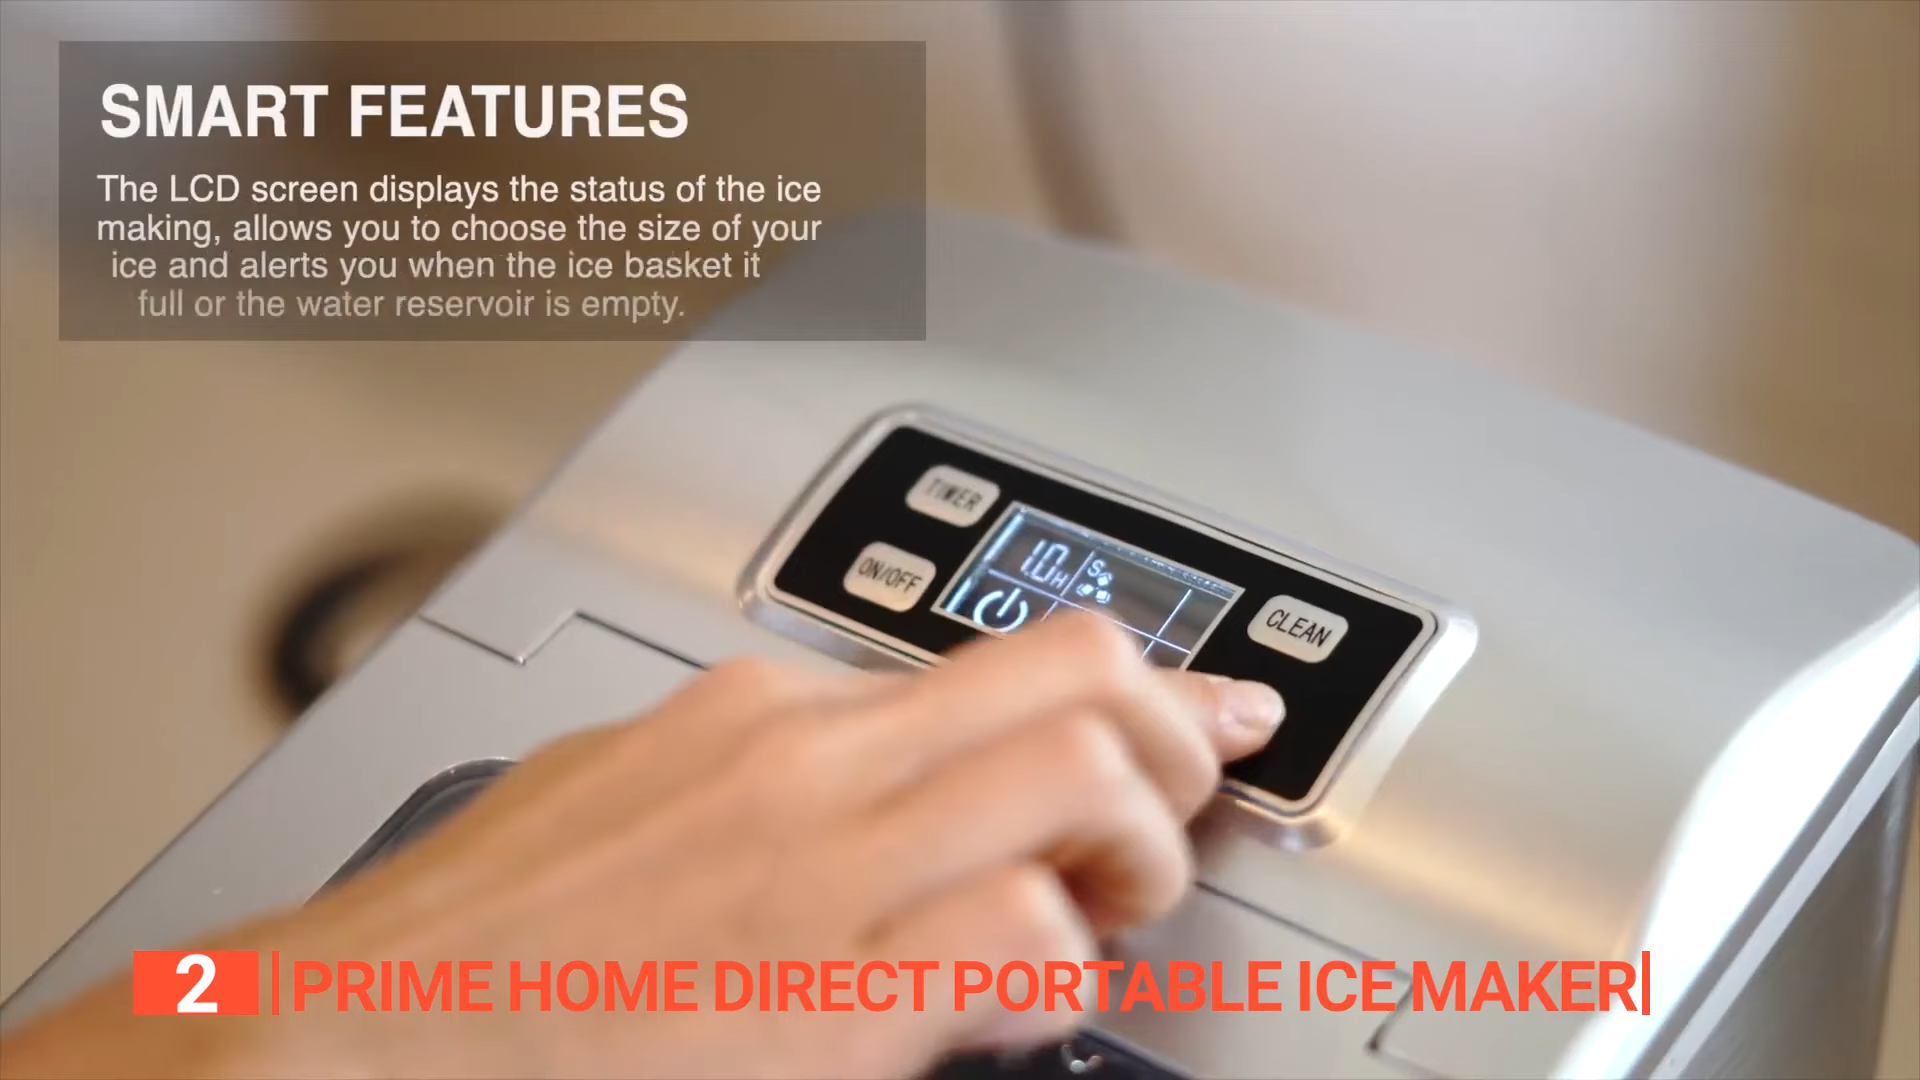 SMART FEATURES
The LCD screen displays the status of the ice
making, allows you to choose the size of your
ice and alerts you when the ice basket it
full or the water reservoir is empty.
TIMER
1.0H
S
ON/OFF
CLEAN
2 PRIME HOME DIRECT PORTABLE ICE MAKER